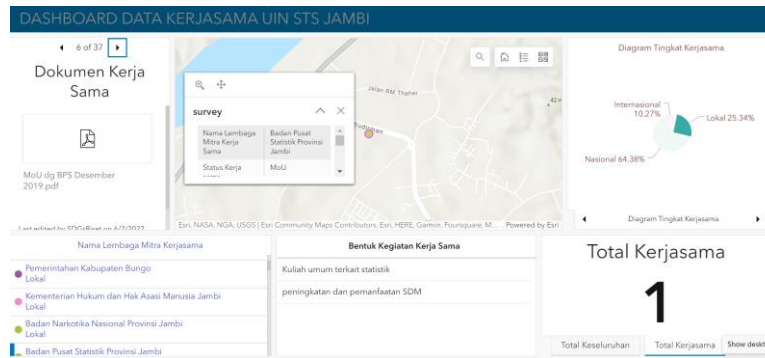 DASHBOARD DATA KERJASAMA UIN STS JAMBI
6 of 37
Dokumen Kerja
Sama
MoU dg BPS Desember
2019.pdf
Last edited by SDGsRiset on 6/2/2022
survey
Nama Lembaga
Mitra Kerja
Sama
Badan Pusat
Statistik Provinsi
Jambi
Status Kerja
MoU
Jalan RM Thaher
Esri, NASA, NGA, USGS | Esri Community Maps Contributors, Esri, HERE, Garmin, Foursquare, M... Powered by Esri
Diagram Tingkat Kerjasama
Internasional
10.27%
Lokal 25.34%
Nasional 64.38%
Diagram Tingkat Kerjasama
Nama Lembaga Mitra Kerjasama
Pemerintahan Kabupaten Bungo
Lokal
Kementerian Hukum dan Hak Asasi Manusia Jambi
Lokal
Badan Narkotika Nasional Provinsi Jambi
Lokal
Badan Pusat Statistik Provinsi Jambi
Bentuk Kegiatan Kerja Sama
Kuliah umum terkait statistik
peningkatan dan pemanfaatan SDM
Total Kerjasama
1
Total Keseluruhan
Total Kerjasama
Show deskt